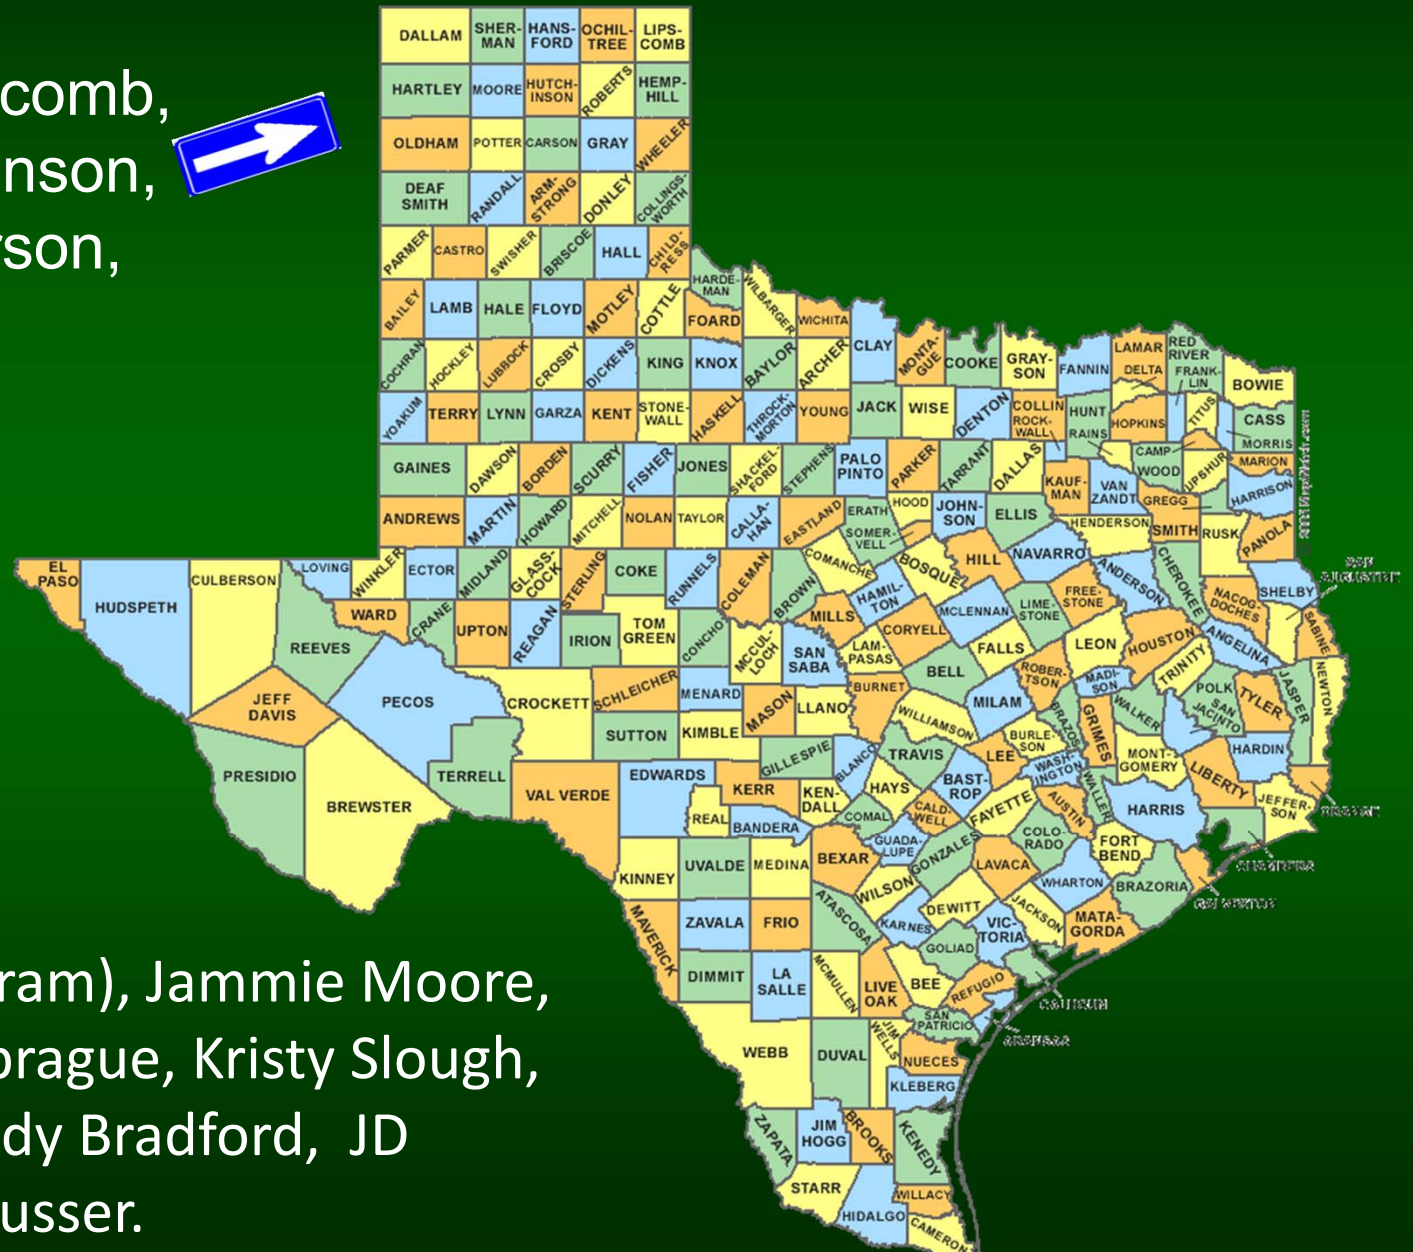 comb,
nson,
rson,
ram), Jammie Moore,
prague, Kristy Slough,
dy Bradford, JD
usser.
DALLAM
SHER-
MAN
HANS-
FORD
OCHIL-
TREE
LIPS-
COMB
HARTLEY
MOORE
HUTCH-
INSON
ROBERTS
HEMP-
HILL
OLDHAM
POTTER
CARSON
GRAY
WHEELER
DEAF
SMITH
RANDALL
ARM-
STRONG
DONLEY
COLLINGS-
WORTH
PARMER
CASTRO
SWISHER
BRISCOE
HALL
CHILD-
RESS
BAILEY
LAMB
HALE
FLOYD
MOTLEY
COTTLE
HARDE-
MAN
FOARD
WILBARGER
WICHITA
COCHRAN
HOCKLEY
LUBBOCK
CROSBY
DICKENS
KING
KNOX
BAYLOR
ARCHER
CLAY
MONTA-
GUE
COOKE
GRAY-
SON
FANNIN
LAMAR
DELTA
RED
RIVER
FRANK-
LIN
BOWIE
YOAKUM
TERRY
LYNN
GARZA
KENT
STONE-
WALL
HASKELL
THROCK-
MORTON
YOUNG
JACK
WISE
DENTON
COLLIN
ROCK-
WALL
HUNT
RAINS
HOPKINS
TITUS
CASS
MORRIS
GAINES
DAWSON
BORDEN
SCURRY
FISHER
JONES
SHACKEL-
FORD
STEPHENS
PALO
PINTO
PARKER
TARRANT
DALLAS
KAUF-
MAN
VAN
ZANDT
CAMP
WOOD
UPSHUR
MARION
GREGG
HARRISON
ANDREWS
MARTIN
HOWARD
MITCHELL
NOLAN
TAYLOR
CALLA-
HAN
EASTLAND
ERATH
SOMER-
VELL
HOOD
JOHN-
SON
ELLIS
HENDERSON
SMITH
RUSK
PANOLA
EL
PASO
HUDSPETH
CULBERSON
LOVING
WINKLER
ECTOR
MIDLAND
GLASS-
COCK
STERLING
COKE
RUNNELS
COLEMAN
BROWN
COMANCHE
BOSQUE
HILL
NAVARRO
ANDERSON
CHEROKEE
NACOG-
DOCHES
SHELBY
SAN
AUGUSTINE
REEVES
WARD
CRANE
UPTON
REAGAN
IRION
TOM
GREEN
CONCHO
MCCUL-
LOCH
SAN
SABA
MILLS
HAMIL-
TON
CORYELL
MCLENNAN
LIME-
STONE
FREE-
STONE
LEON
HOUSTON
ANGELINA
SABINE
JEFF
DAVIS
PECOS
CROCKETT
SCHLEICHER
MENARD
MASON
LLANO
LAM-
PASAS
BURNET
BELL
FALLS
MILAM
ROBER-
TSON
MADI-
SON
TRINITY
POLK
SAN
JACINTO
TYLER
JASPER
NEWTON
PRESIDIO
BREWSTER
TERRELL
VAL VERDE
SUTTON
KIMBLE
GILLESPIE
BLANCO
WILLIAMSON
TRAVIS
LEE
BURLE-
SON
BRAZOS
GRIMES
WALKER
MONT-
GOMERY
LIBERTY
HARDIN
ORANGE
EDWARDS
REAL
KERR
BANDERA
KEN-
DALL
HAYS
COMAL
CALD-
WELL
BAST-
ROP
FAYETTE
WASH-
INGTON
AUSTIN
WALLER
HARRIS
JEFFER-
SON
CHAMBERS
KINNEY
UVALDE
MEDINA
BEXAR
GUADA-
LUPE
GONZALES
LAVACA
COLO-
RADO
FORT
BEND
GALVESTON
MAVERICK
ZAVALA
FRIO
ATASCOSA
WILSON
KARNES
DEWITT
JACKSON
WHARTON
BRAZORIA
MATA-
GORDA
DIMMIT
LA
SALLE
MCMULLEN
LIVE
OAK
BEE
GOLIAD
VIC-
TORIA
REFUGIO
CALHOUN
ARANSAS
WEBB
DUVAL
JIM
WELLS
SAN
PATRICIO
NUECES
KLEBERG
ZAPATA
JIM
HOGG
BROOKS
KENEDY
STARR
HIDALGO
WILLACY
CAMERON